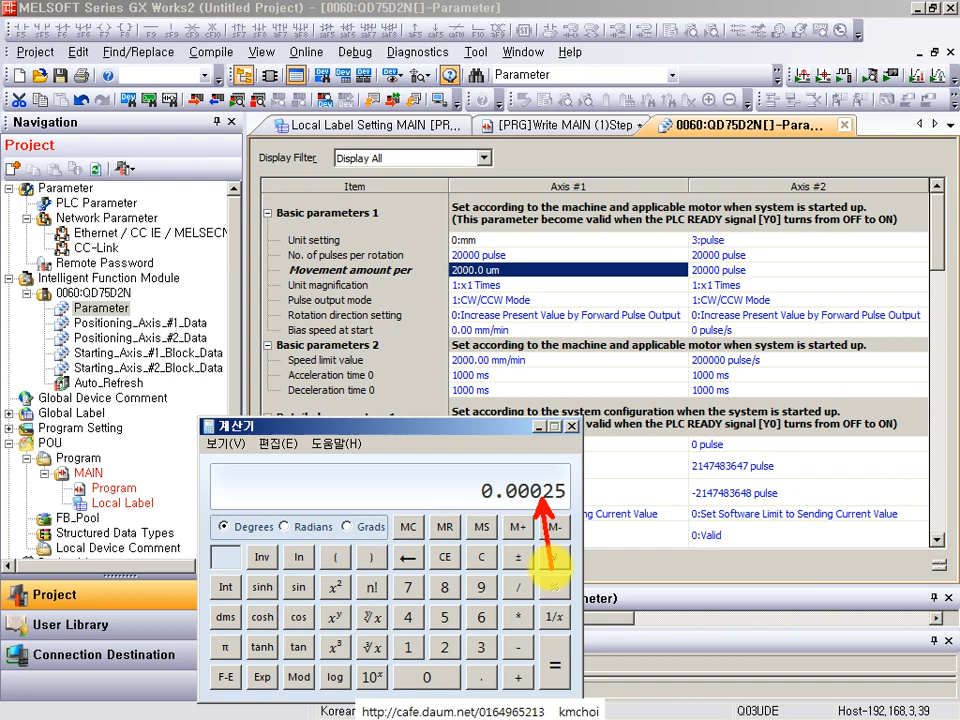 MELSOFT Series GX Works2 (Untitled Project) - [0060:QD75D2N[]-Parameter]
Project Edit Find/Replace Compile View Online Debug Diagnostics Tool Window Help
Parameter
Navigation
Local Label Setting MAIN [PR...
[PRG]Write MAIN (1)Step
0060:QD75D2N[]-Para...
Project
Display Filter Display All
Item Axis #1 Axis #2
Basic parameters 1 Set according to the machine and applicable motor when system is started up.
(This parameter become valid when the PLC READY signal [Y0] turns from OFF to ON)
Unit setting 0:mm 3:pulse
No. of pulses per rotation 20000 pulse 20000 pulse
Movement amount per 2000.0 um 20000 pulse
Unit magnification 1:x1 Times 1:x1 Times
Pulse output mode 1:CW/CCW Mode 1:CW/CCW Mode
Rotation direction setting 0:Increase Present Value by Forward Pulse Output 0:Increase Present Value by Forward Pulse Output
Bias speed at start 0.00 mm/min 0 pulse/s
Basic parameters 2 Set according to the machine and applicable motor when system is started up.
Speed limit value 2000.00 mm/min 200000 pulse/s
Acceleration time 0 1000 ms 1000 ms
Deceleration time 0 1000 ms 1000 ms
Set according to the system configuration when the system is started up.
ve valid when the PLC READY signal [Y0] turns from OFF to ON)
0 pulse
2147483647 pulse
-2147483648 pulse
ng Current Value 0:Set Software Limit to Sending Current Value
0:Valid
Parameter
PLC Parameter
Network Parameter
Ethernet / CC IE / MELSECN
CC-Link
Remote Password
Intelligent Function Module
0060:QD75D2N
Parameter
Positioning_Axis_#1_Data
Positioning_Axis_#2_Data
Starting_Axis_#1_Block_Data
Starting_Axis_#2_Block_Data
Auto_Refresh
Global Device Comment
Global Label
Program Setting
POU
Program
MAIN
Program
Local Label
FB_Pool
Structured Data Types
Local Device Comment
Project
User Library
Connection Destination
계산기
보기(V) 편집(E) 도움말(H)
0.00025
Degrees Radians Grads MC MR MS M+ M-
Inv ln ( ) ← CE C ±
Int sinh sin x² n! 7 8 9 / %
dms cosh cos 4 5 6 * 1/x
π tanh tan x³ ³√x 1 2 3 - =
F-E Exp Mod log 10ˣ 0 . +
meter)
Korean
http://cafe.daum.net/0164965213 kmchoi
Q03UDE
Host-192.168.3.39